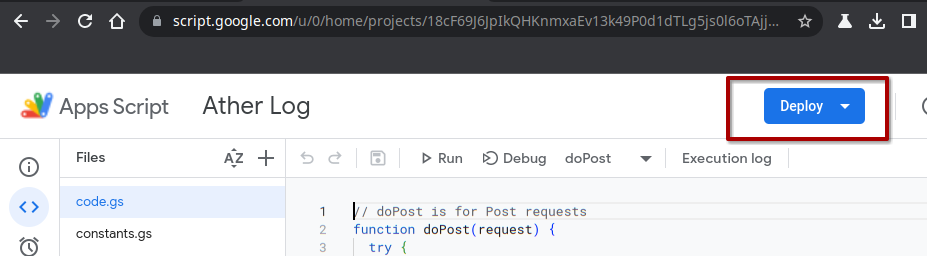 script.google.com/u/0/home/projects/18cF69J6JpIkQHKnmxaEv13k49P0d1dTLg5js0l6oTAjj...
Apps Script
Ather Log
Deploy
Files
AZ
Run
Debug
doPost
Execution log
code.gs
constants.gs
1 // doPost is for Post requests
2 function doPost(request) {
3 try {